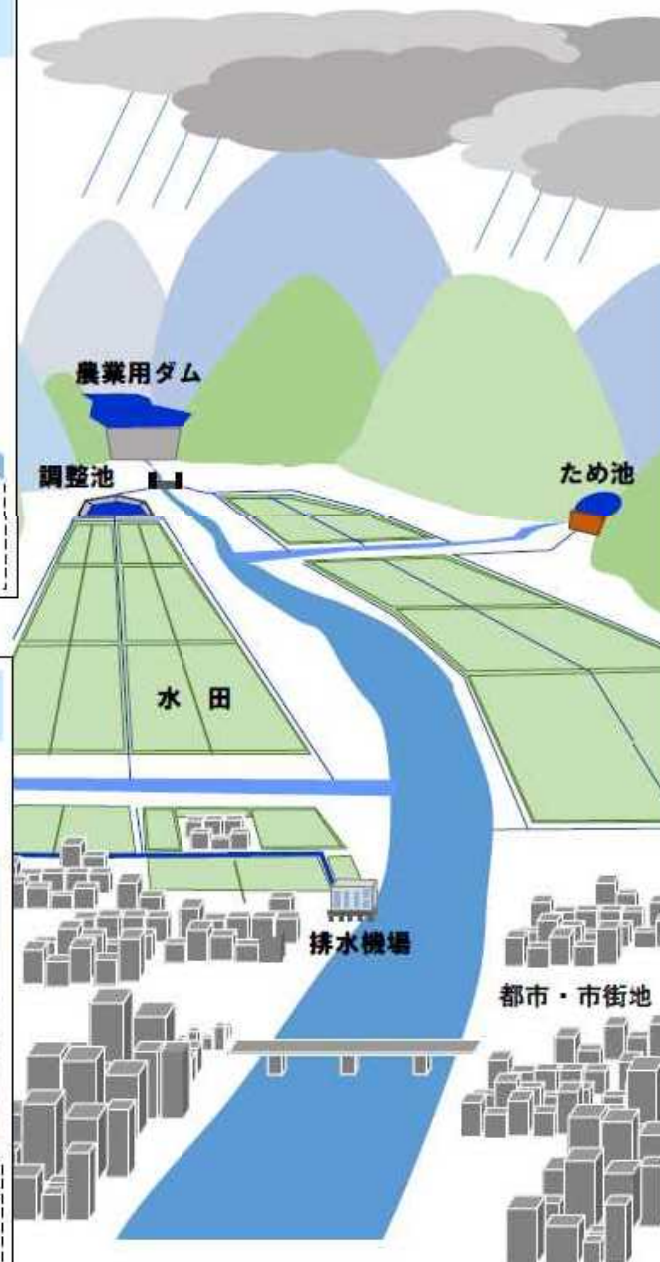 農業用ダム
調整池
ため池
水 田
排水機場
都市・市街地